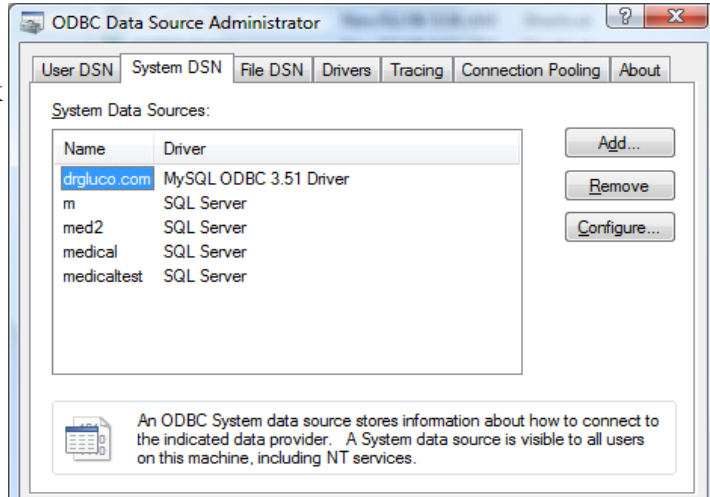 ODBC Data Source Administrator
User DSN System DSN File DSN Drivers Tracing Connection Pooling About
System Data Sources:
Name Driver
drgluco.com MySQL ODBC 3.51 Driver
m SQL Server
med2 SQL Server
medical SQL Server
medicaltest SQL Server
Add...
Remove
Configure...
An ODBC System data source stores information about how to connect to
the indicated data provider. A System data source is visible to all users
on this machine, including NT services.